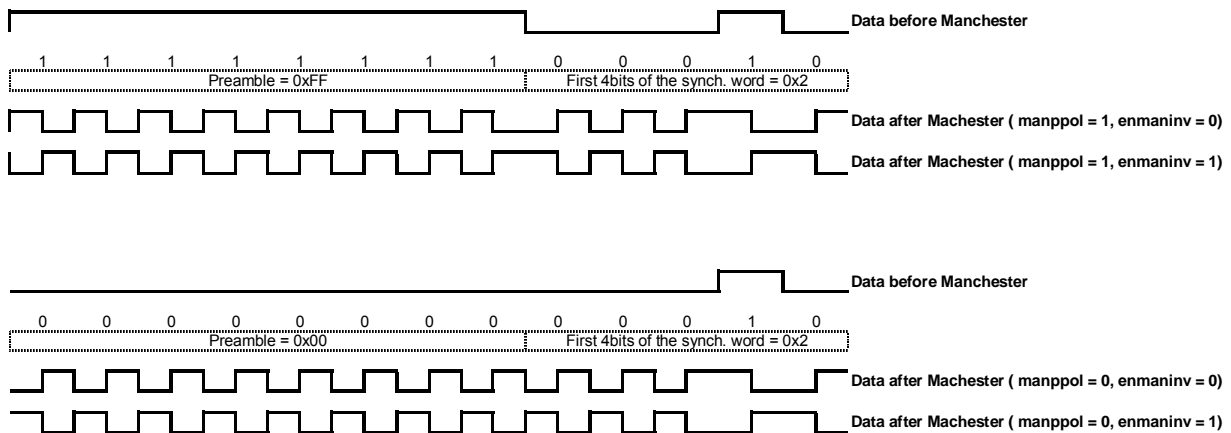 Data before Manchester
1 1 1 1 1 1 1 1 0 0 0 1 0
Preamble = 0xFF First 4bits of the synch. word = 0x2
Data after Machester ( manppol = 1, enmaninv = 0)
Data after Machester ( manppol = 1, enmaninv = 1)
Data before Manchester
0 0 0 0 0 0 0 0 0 0 0 1 0
Preamble = 0x00 First 4bits of the synch. word = 0x2
Data after Machester ( manppol = 0, enmaninv = 0)
Data after Machester ( manppol = 0, enmaninv = 1)